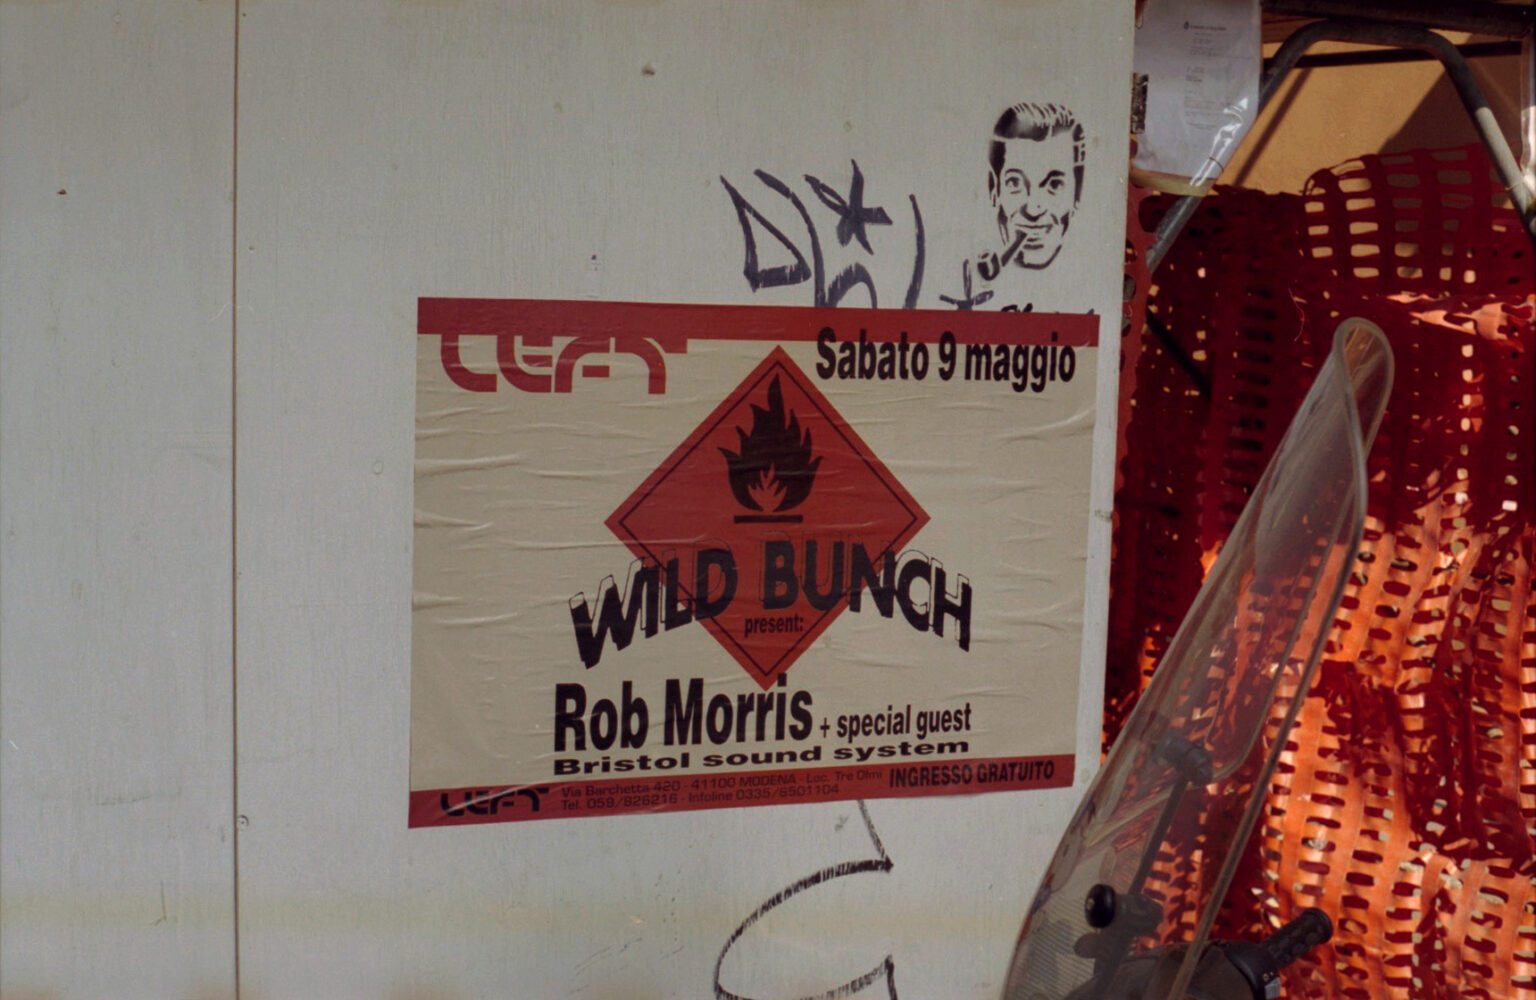 LEFT
Sabato 9 maggio
WILD BUNCH
present:
Rob Morris + special guest
Bristol sound system
LEFT
Via Barchetta 420 - 41100 MODENA - Loc. Tre Olmi
Tel. 059/826216 - Infoline 0335/6501104
INGRESSO GRATUITO